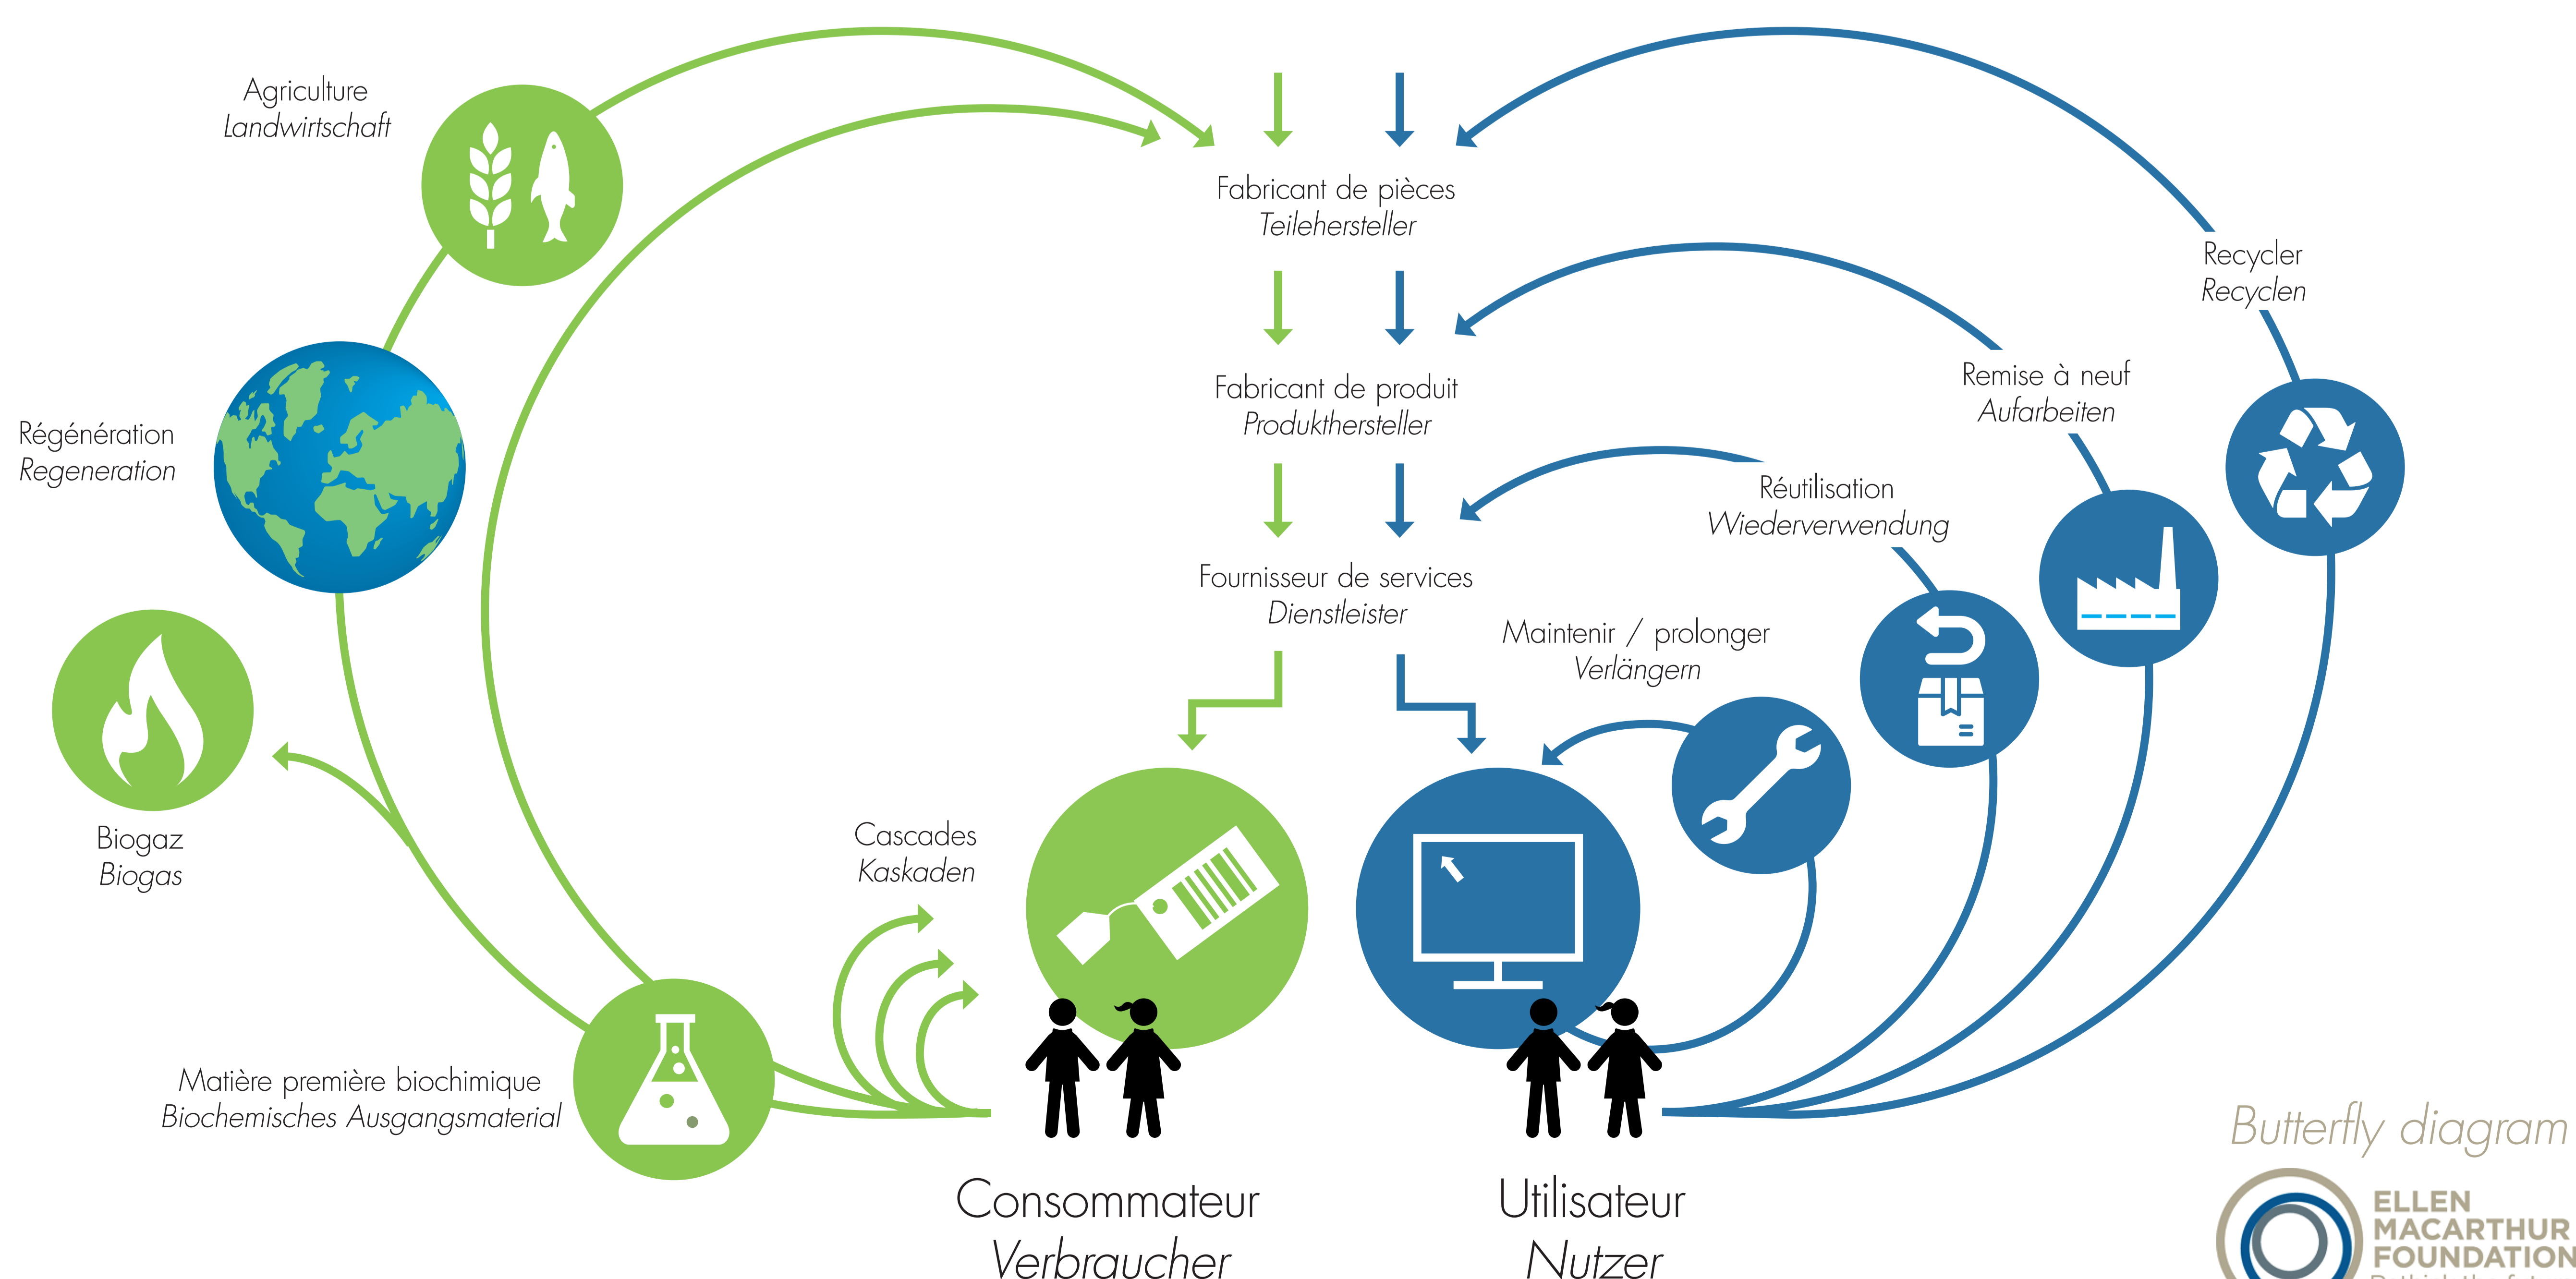 Agriculture
Landwirtschaft
Fabricant de pièces
Teilehersteller
Recycler
Recyclen
Fabricant de produit
Produkthersteller
Remise à neuf
Aufarbeiten
Régénération
Regeneration
Réutilisation
Wiederverwendung
Fournisseur de services
Dienstleister
Maintenir / prolonger
Verlängern
Biogaz
Biogas
Cascades
Kaskaden
Matière première biochimique
Biochemisches Ausgangsmaterial
Consommateur
Verbraucher
Utilisateur
Nutzer
Butterfly diagram
ELLEN
MACARTHUR
FOUNDATION